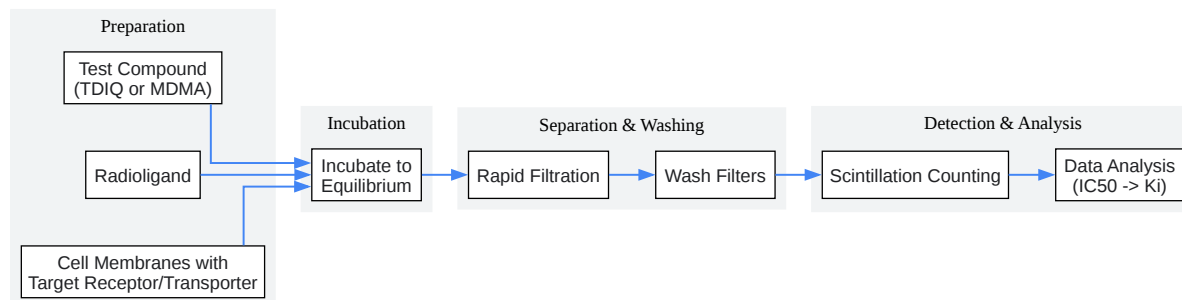 Preparation
Test Compound
(TDIQ or MDMA)
Radioligand
Cell Membranes with
Target Receptor/Transporter
Incubation
Incubate to
Equilibrium
Separation & Washing
Rapid Filtration
Wash Filters
Detection & Analysis
Scintillation Counting
Data Analysis
(IC50 -> Ki)